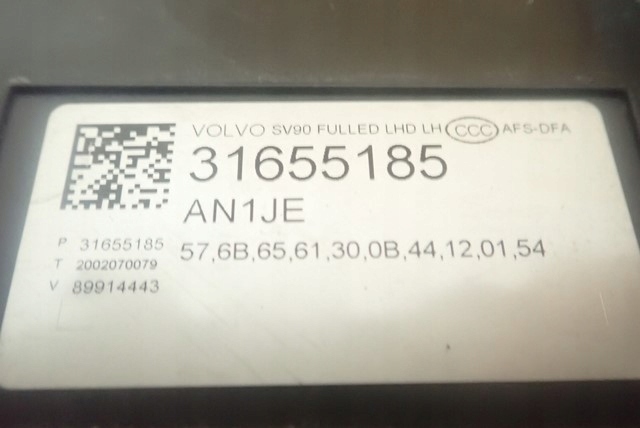 VOLVO SV90 FULLED LHD LH CCC AFS-DFA
31655185
AN1JE
57,6B,65,61,30,0B,44,12,01,54
P 31655185
T 2002070079
V 89914443